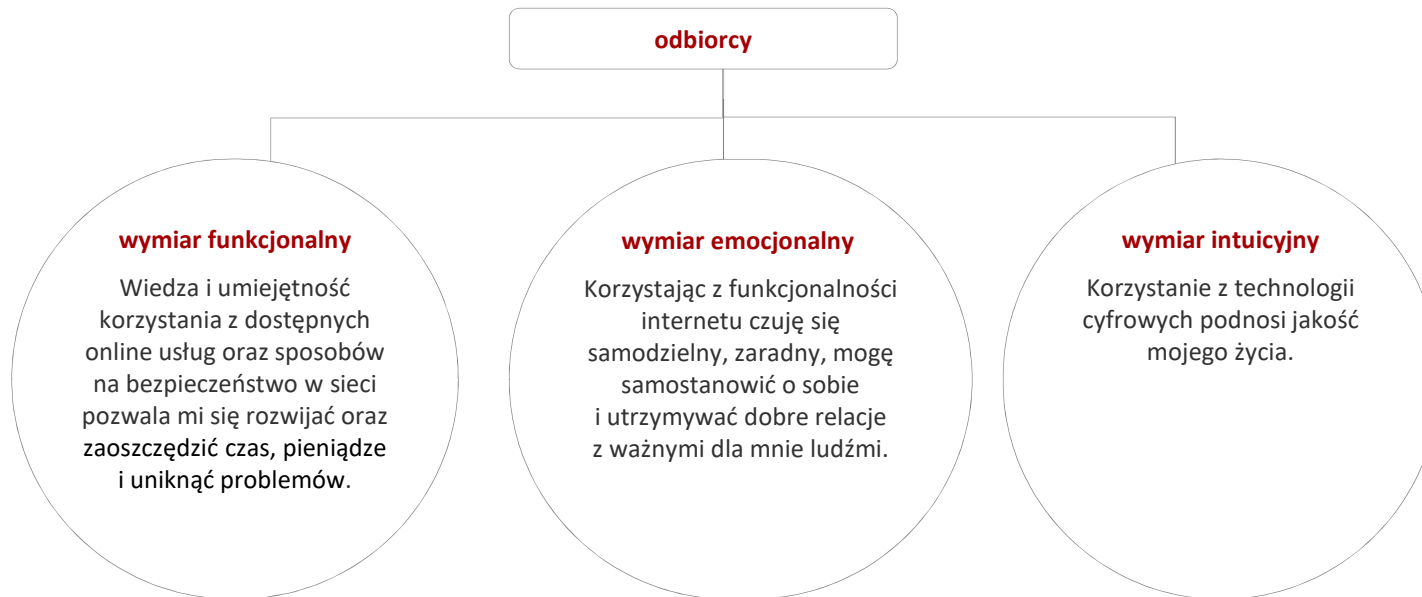 odbiorcy
wymiar funkcjonalny
Wiedza i umiejętność
korzystania z dostępnych
online usług oraz sposobów
na bezpieczeństwo w sieci
pozwala mi się rozwijać oraz
zaoszczędzić czas, pieniądze
i uniknąć problemów.
wymiar emocjonalny
Korzystając z funkcjonalności
internetu czuję się
samodzielny, zaradny, mogę
samostanowić o sobie
i utrzymywać dobre relacje
z ważnymi dla mnie ludźmi.
wymiar intuicyjny
Korzystanie z technologii
cyfrowych podnosi jakość
mojego życia.